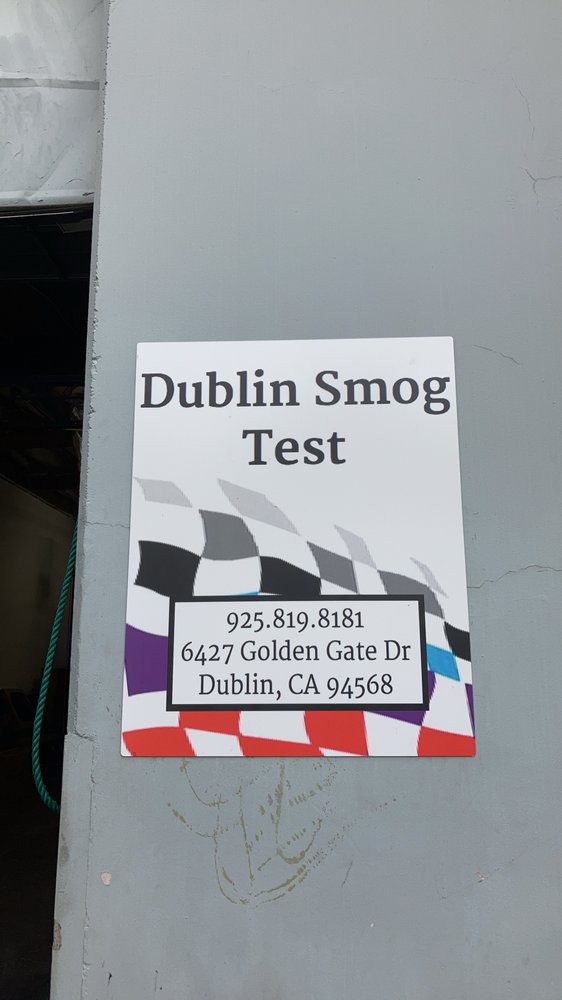 Dublin Smog
Test
925.819.8181
6427 Golden Gate Dr
Dublin, CA 94568